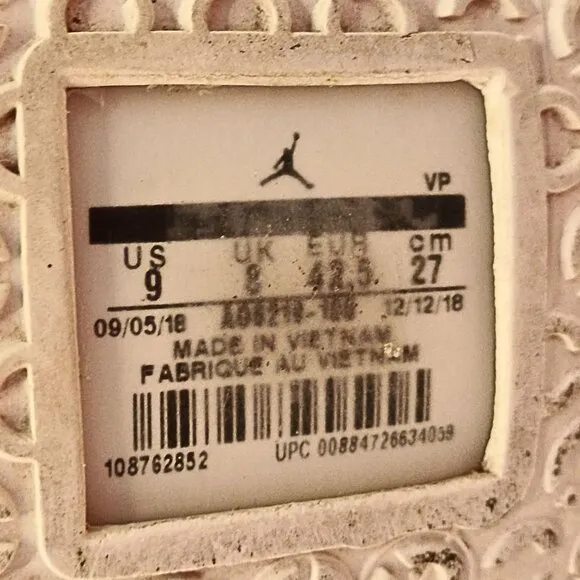 VP
US UK EUR cm
9 8 42.5 27
09/05/18 12/12/18
MADE IN VIETNAM
FABRIQUE AU VIETNAM
108762852
UPC 00884726634059